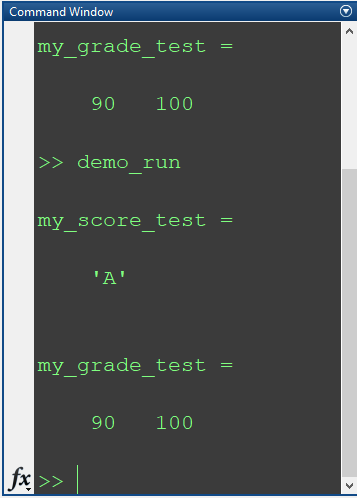 Command Window
my_grade_test =
90 100
>> demo_run
my_score_test =
'A'
my_grade_test =
90 100
fx >>